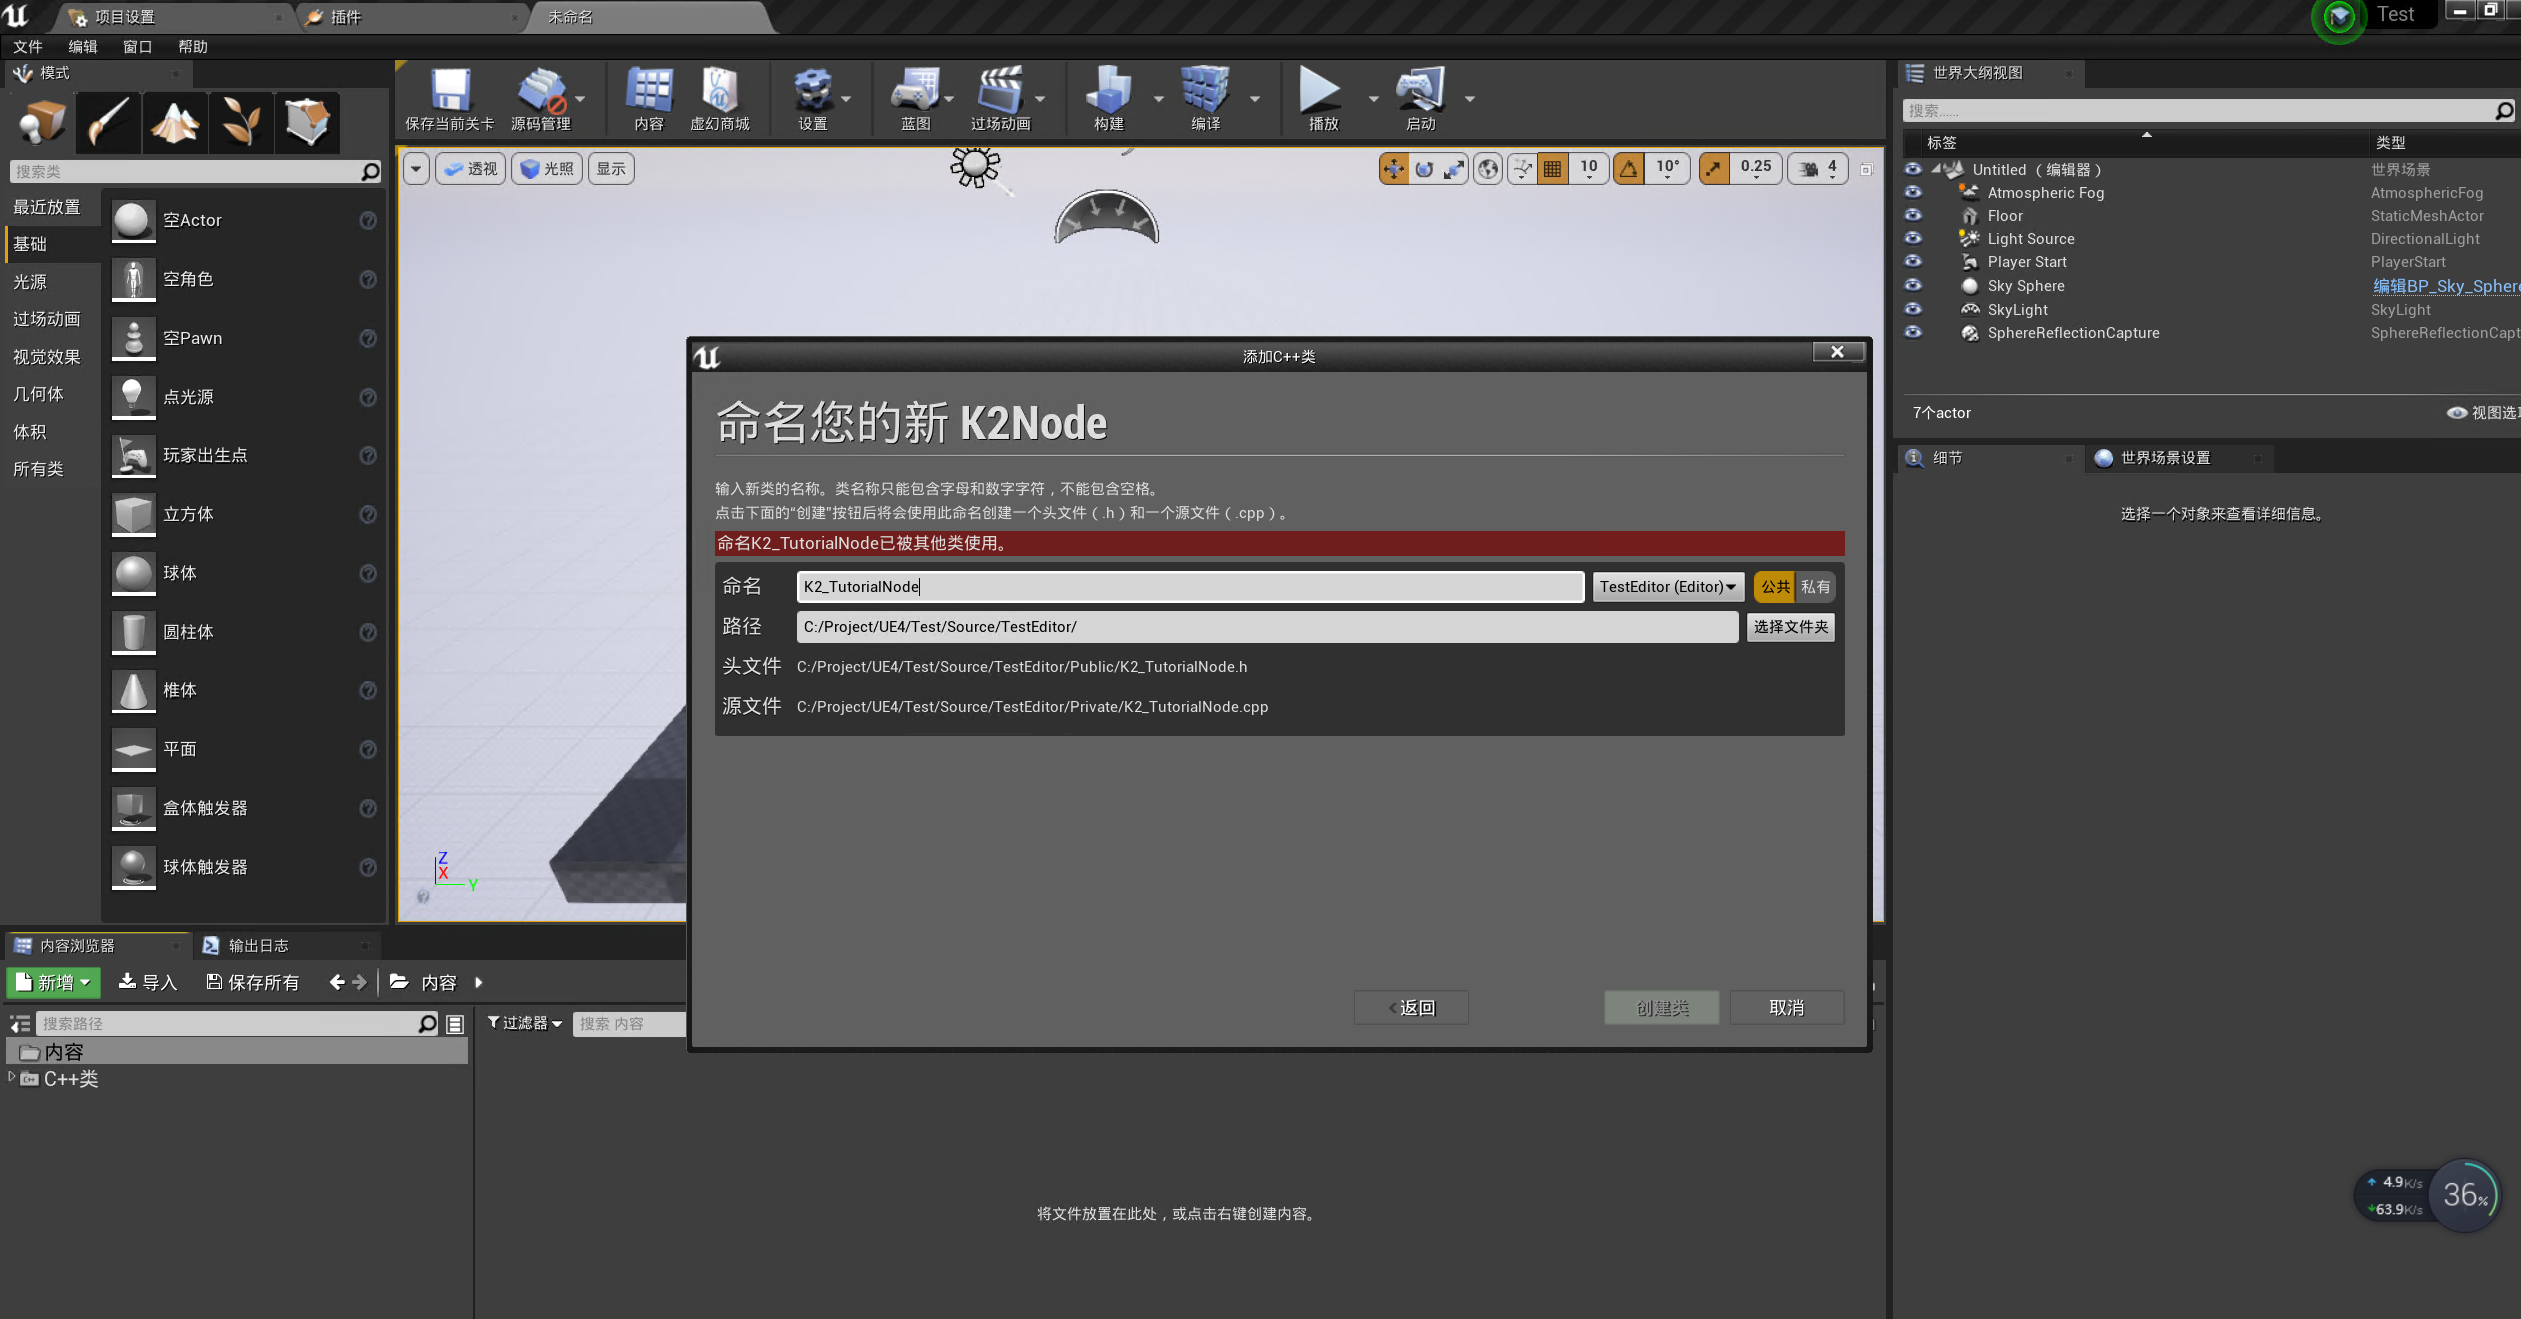 项目设置
插件
未命名
Test
文件 编辑 窗口 帮助
模式
保存当前关卡 源码管理 内容 虚幻商城 设置 蓝图 过场动画 构建 编译 播放 启动
世界大纲视图
搜索......
标签 类型
Untitled （编辑器） 世界场景
Atmospheric Fog AtmosphericFog
Floor StaticMeshActor
Light Source DirectionalLight
Player Start PlayerStart
Sky Sphere 编辑BP_Sky_Sphere
SkyLight SkyLight
SphereReflectionCapture SphereReflectionCapt
7个actor 视图选项
细节 世界场景设置
选择一个对象来查看详细信息。
搜索类
最近放置
基础
光源
过场动画
视觉效果
几何体
体积
所有类
空Actor
空角色
空Pawn
点光源
玩家出生点
立方体
球体
圆柱体
椎体
平面
盒体触发器
球体触发器
透视 光照 显示
10 10° 0.25 4
Z
X
Y
添加C++类
命名您的新 K2Node
输入新类的名称。类名称只能包含字母和数字字符，不能包含空格。
点击下面的“创建”按钮后将会使用此命名创建一个头文件（.h）和一个源文件（.cpp）。
命名K2_TutorialNode已被其他类使用。
命名 K2_TutorialNode TestEditor (Editor) 公共 私有
路径 C:/Project/UE4/Test/Source/TestEditor/ 选择文件夹
头文件 C:/Project/UE4/Test/Source/TestEditor/Public/K2_TutorialNode.h
源文件 C:/Project/UE4/Test/Source/TestEditor/Private/K2_TutorialNode.cpp
返回 创建类 取消
内容浏览器 输出日志
新增 导入 保存所有 内容
搜索路径
过滤器 搜索 内容
内容
C++类
将文件放置在此处，或点击右键创建内容。
4.9K/s
63.9K/s
36%